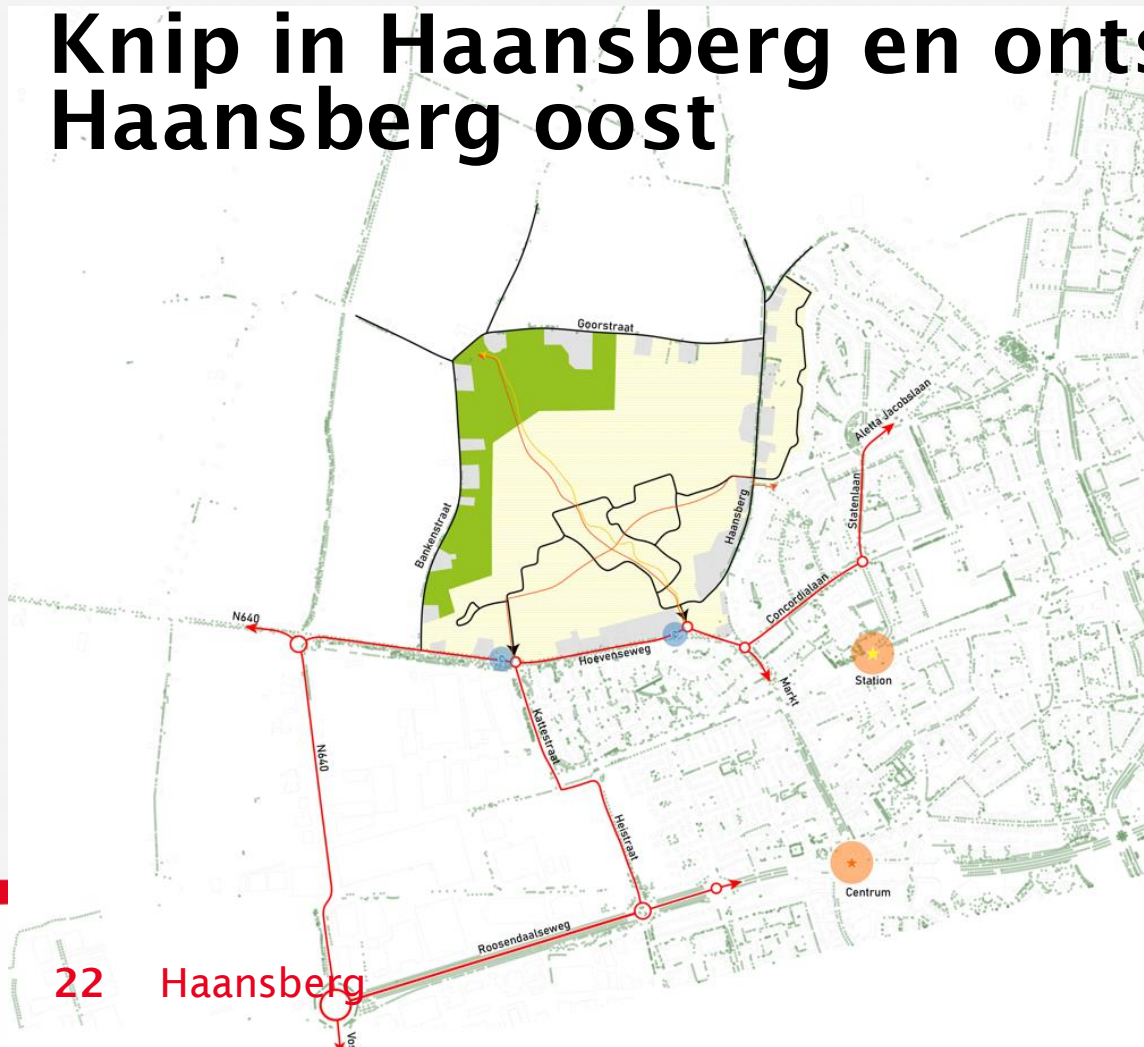 Knip in Haansberg en onts
Haansberg oost
Goorstraat
Aletta Jacobslaan
Statenlaan
Haansberg
Bankenstraat
Concordialaan
N640
Hoevenseweg
Station
Markt
Kattestraat
N640
Heistraat
Centrum
Roosendaalseweg
22 Haansberg